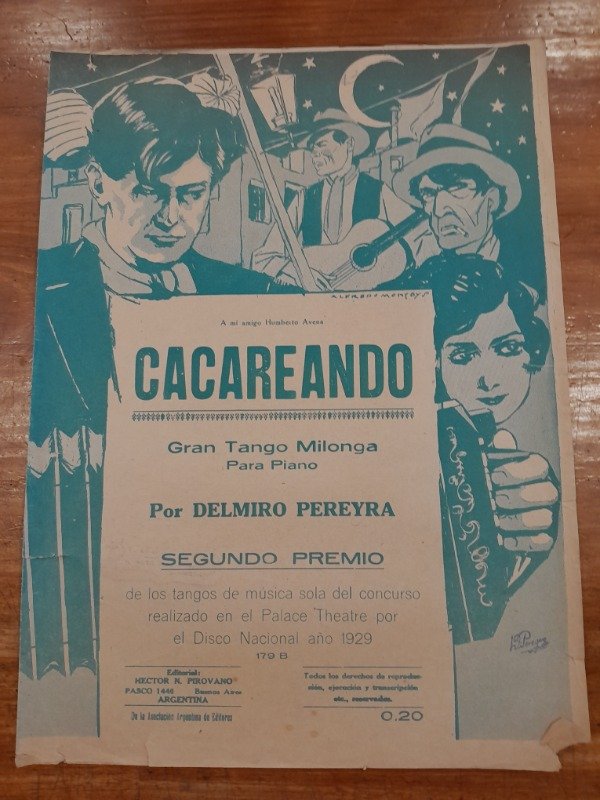 A mi amigo Humberto Avena
CACAREANDO
Gran Tango Milonga
Para Piano
Por DELMIRO PEREYRA
SEGUNDO PREMIO
de los tangos de música sola del concurso
realizado en el Palace Theatre por
el Disco Nacional año 1929
179 B
Editorial:
HECTOR N. PIROVANO
PASCO 1440 Buenos Aires
ARGENTINA
De la Asociación Argentina de Editores
Todos los derechos de reproduc-
ción, ejecución y transcripción
etc., reservados.
0.20